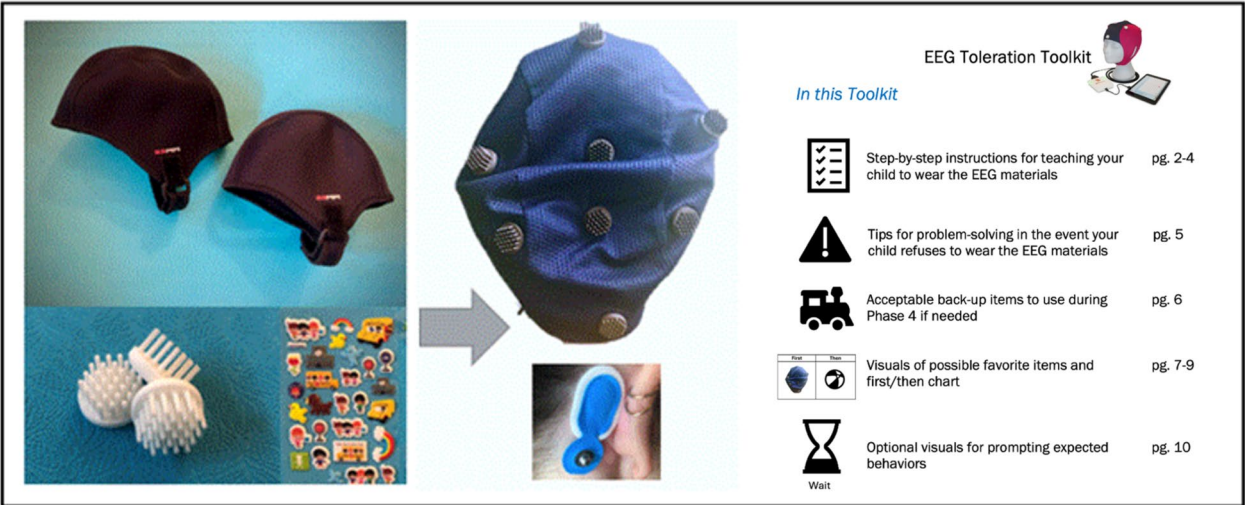 EEG Toleration Toolkit
In this Toolkit
Step-by-step instructions for teaching your
child to wear the EEG materials
pg. 2-4
Tips for problem-solving in the event your
child refuses to wear the EEG materials
pg. 5
Acceptable back-up items to use during
Phase 4 if needed
pg. 6
First Then
Visuals of possible favorite items and
first/then chart
pg. 7-9
Optional visuals for prompting expected
behaviors
pg. 10
Wait